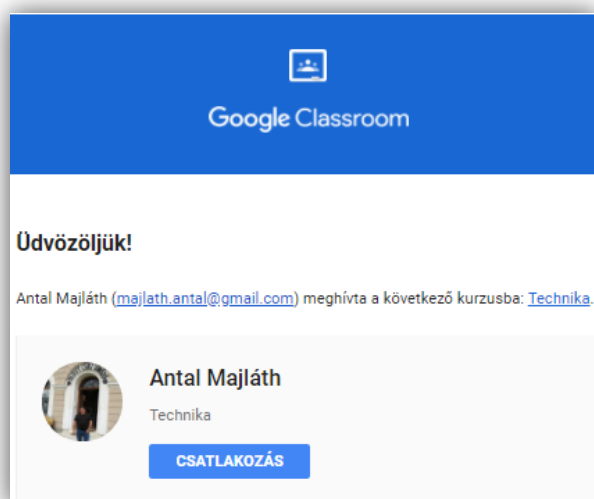 Google Classroom
Üdvözöljük!
Antal Majláth (majlath.antal@gmail.com) meghívta a következő kurzusba: Technika.
Antal Majláth
Technika
CSATLAKOZÁS